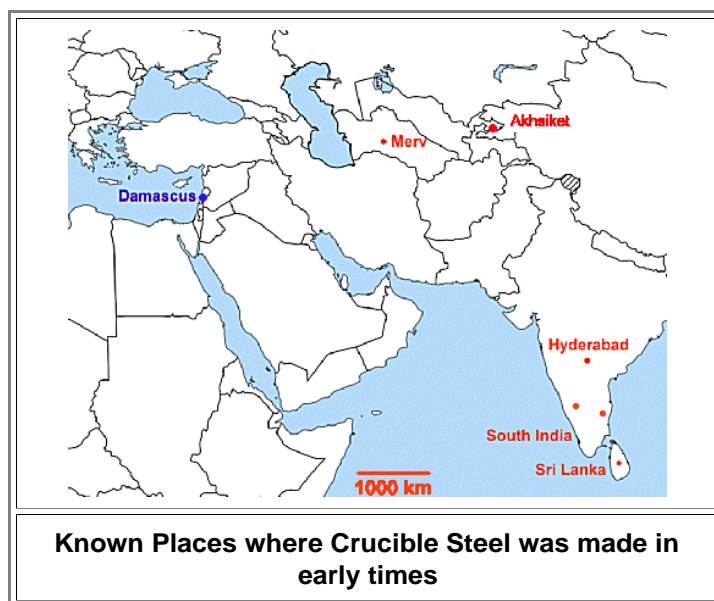 Akhsiket
Merv
Damascus
Hyderabad
South India
Sri Lanka
1000 km
Known Places where Crucible Steel was made in
early times